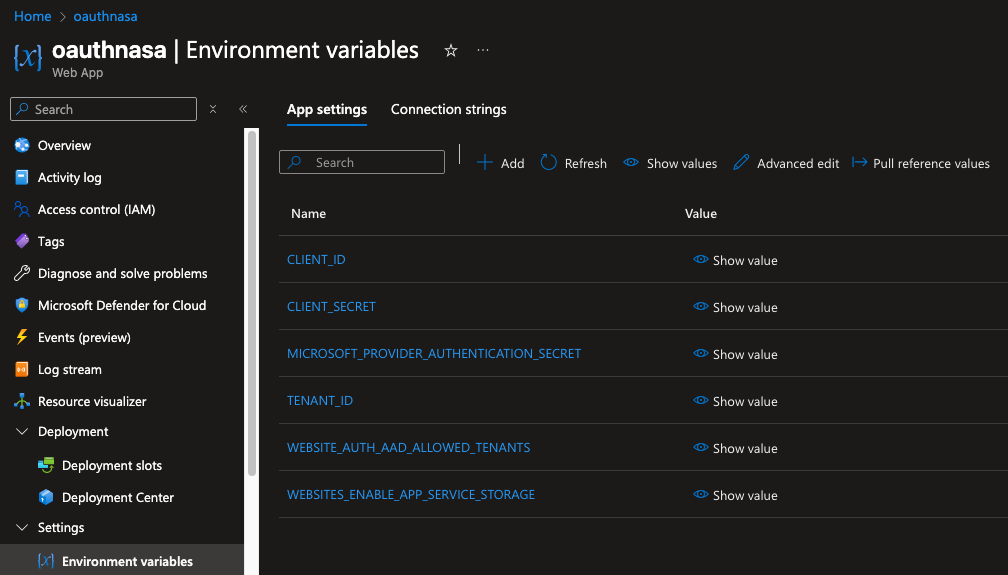 Home > oauthnasa
{x} oauthnasa | Environment variables ☆ ...
Web App
Search
Overview
Activity log
Access control (IAM)
Tags
Diagnose and solve problems
Microsoft Defender for Cloud
Events (preview)
Log stream
Resource visualizer
Deployment
Deployment slots
Deployment Center
Settings
Environment variables
App settings Connection strings
Search Add Refresh Show values Advanced edit Pull reference values
Name Value
CLIENT_ID Show value
CLIENT_SECRET Show value
MICROSOFT_PROVIDER_AUTHENTICATION_SECRET Show value
TENANT_ID Show value
WEBSITE_AUTH_AAD_ALLOWED_TENANTS Show value
WEBSITES_ENABLE_APP_SERVICE_STORAGE Show value